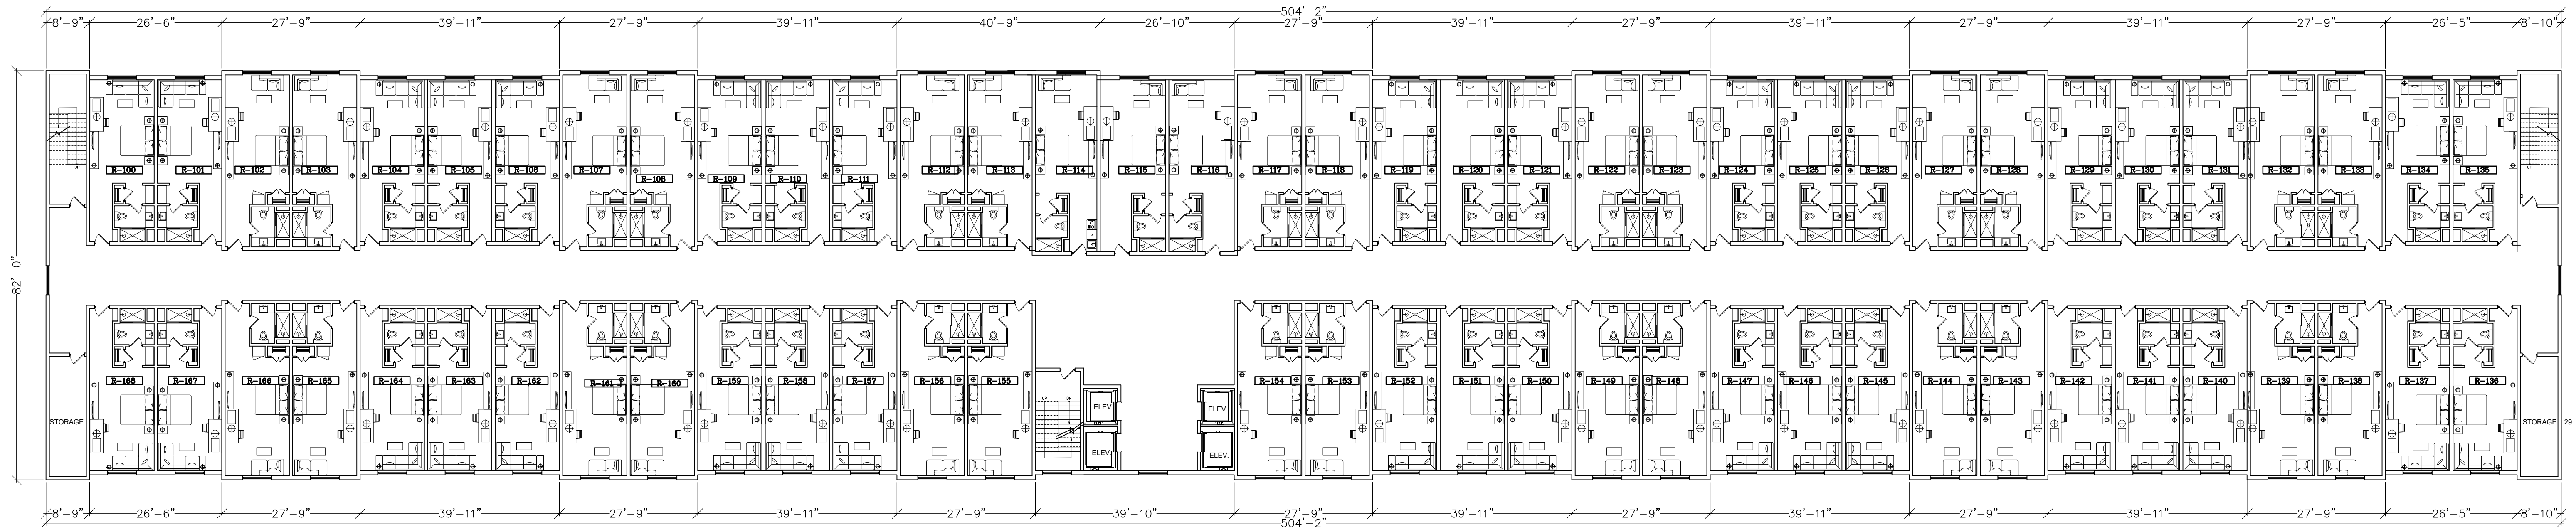 504'-2"
8'-9" 26'-6" 27'-9" 39'-11" 27'-9" 39'-11" 40'-9" 26'-10" 27'-9" 39'-11" 27'-9" 39'-11" 27'-9" 39'-11" 27'-9" 26'-5" 8'-10"
R-100 R-101 R-102 R-103 R-104 R-105 R-106 R-107 R-108 R-109 R-110 R-111 R-112 R-113 R-114 R-115 R-116 R-117 R-118 R-119 R-120 R-121 R-122 R-123 R-124 R-125 R-126 R-127 R-128 R-129 R-130 R-131 R-132 R-133 R-134 R-135
UP UP
82'-0"
R-168 R-167 R-166 R-165 R-164 R-163 R-162 R-161 R-160 R-159 R-158 R-157 R-156 R-155 R-154 R-153 R-152 R-151 R-150 R-149 R-148 R-147 R-146 R-145 R-144 R-143 R-142 R-141 R-140 R-139 R-138 R-137 R-136
UP DN
ELEV. ELEV.
STORAGE STORAGE 29
ELEV. ELEV.
8'-9" 26'-6" 27'-9" 39'-11" 27'-9" 39'-11" 27'-9" 39'-10" 27'-9" 39'-11" 27'-9" 39'-11" 27'-9" 39'-11" 27'-9" 26'-5" 8'-10"
504'-2"